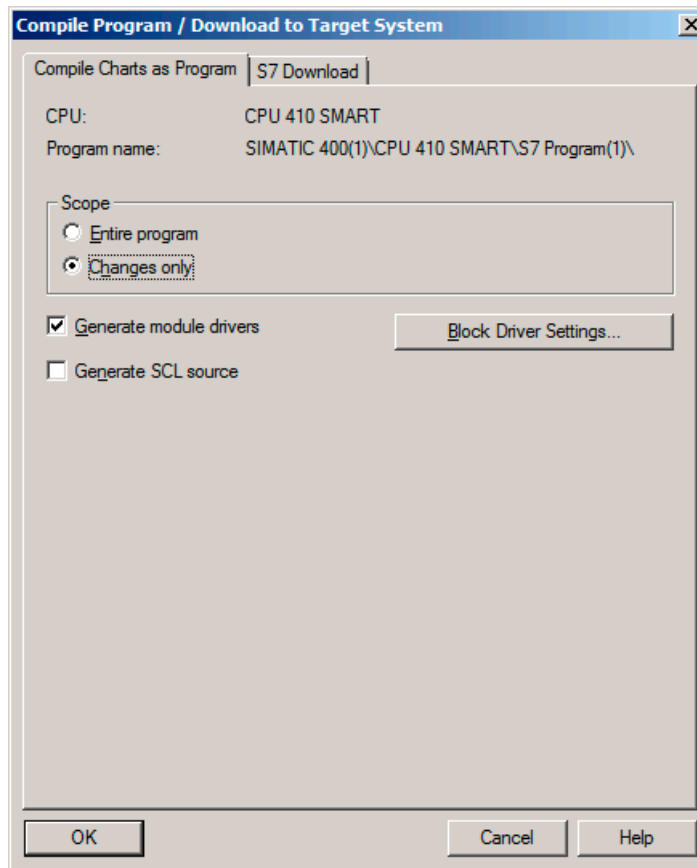 Compile Program / Download to Target System
Compile Charts as Program
S7 Download
CPU: CPU 410 SMART
Program name: SIMATIC 400(1)\CPU 410 SMART\S7 Program(1)\
Scope
Entire program
Changes only
Generate module drivers
Block Driver Settings...
Generate SCL source
OK
Cancel
Help